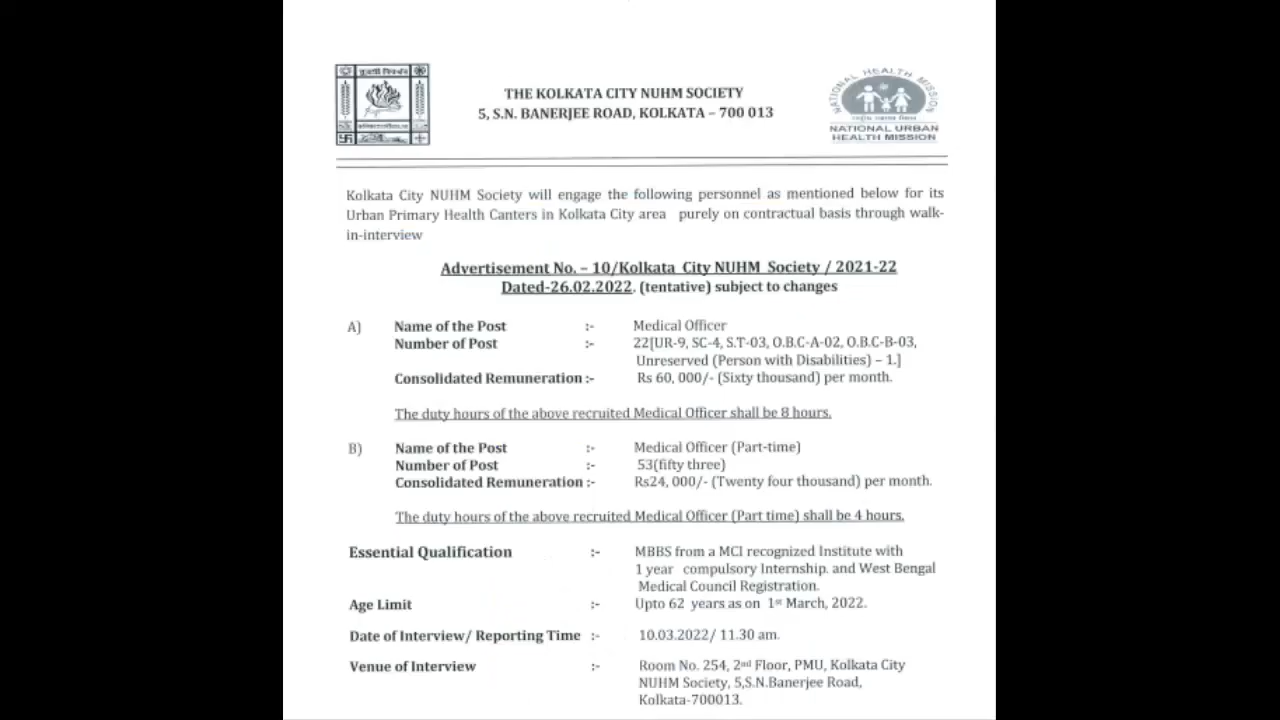 THE KOLKATA CITY NUHM SOCIETY
5, S.N. BANERJEE ROAD, KOLKATA – 700 013
NATIONAL HEALTH MISSION
NATIONAL URBAN
HEALTH MISSION
Kolkata City NUHM Society will engage the following personnel as mentioned below for its
Urban Primary Health Canters in Kolkata City area purely on contractual basis through walk-
in-interview
Advertisement No. – 10/Kolkata City NUHM Society / 2021-22
Dated-26.02.2022. (tentative) subject to changes
A) Name of the Post :- Medical Officer
Number of Post :- 22[UR-9, SC-4, S.T-03, O.B.C-A-02, O.B.C-B-03,
Unreserved (Person with Disabilities) – 1.]
Consolidated Remuneration :- Rs 60, 000/- (Sixty thousand) per month.
The duty hours of the above recruited Medical Officer shall be 8 hours.
B) Name of the Post :- Medical Officer (Part-time)
Number of Post :- 53(fifty three)
Consolidated Remuneration :- Rs24, 000/- (Twenty four thousand) per month.
The duty hours of the above recruited Medical Officer (Part time) shall be 4 hours.
Essential Qualification :- MBBS from a MCI recognized Institute with
1 year compulsory Internship. and West Bengal
Medical Council Registration.
Age Limit :- Upto 62 years as on 1st March, 2022.
Date of Interview/ Reporting Time :- 10.03.2022/ 11.30 am.
Venue of Interview :- Room No. 254, 2nd Floor, PMU, Kolkata City
NUHM Society, 5,S.N.Banerjee Road,
Kolkata-700013.